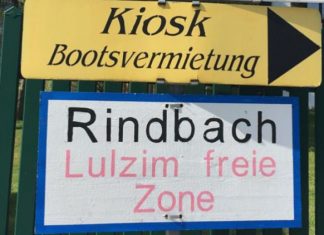 Kiosk
Bootsvermietung
Rindbach
Lulzim freie
Zone